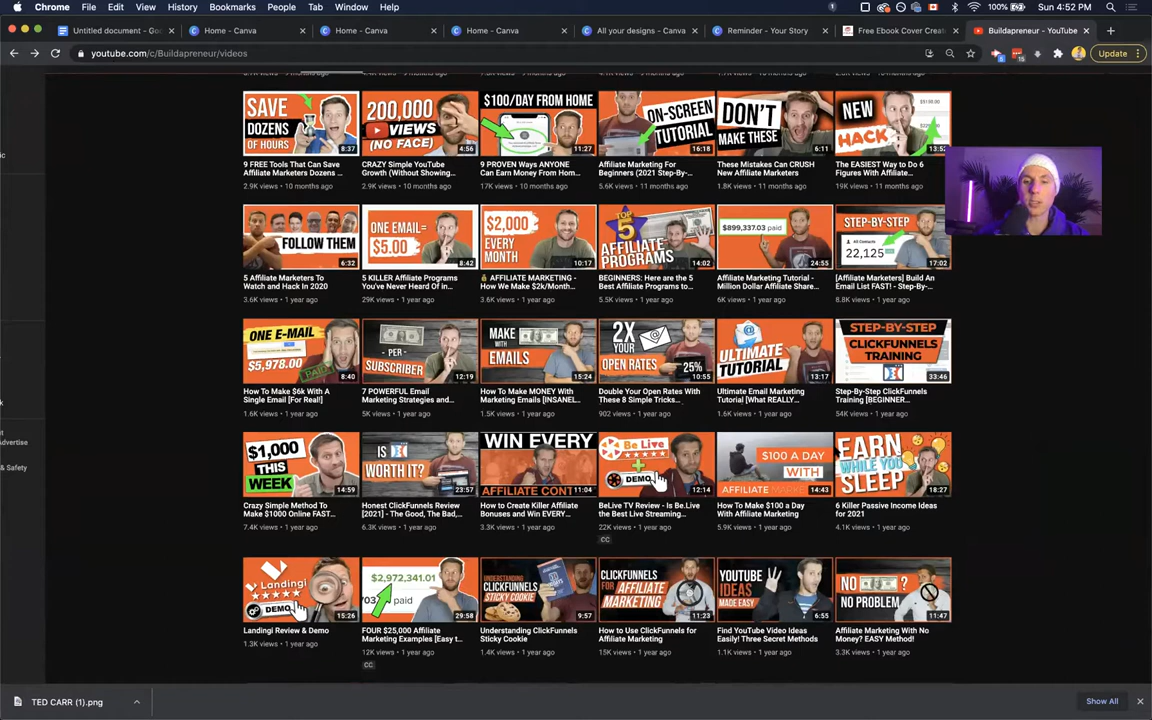 Chrome File Edit View History Bookmarks People Tab Window Help
100% Sun 4:52 PM
Untitled document - Home - Canva Home - Canva Home - Canva All your designs - Canva Reminder - Your Story Free Ebook Cover Create Buildapreneur - YouTube
youtube.com/c/Buildapreneur/videos
Update
SAVE DOZENS OF HOURS
8:37
200,000 VIEWS (NO FACE)
4:56
$100/DAY FROM HOME
11:27
ON-SCREEN TUTORIAL
16:18
DON'T MAKE THESE
6:11
NEW HACK
13:52
9 FREE Tools That Can Save CRAZY Simple YouTube 9 PROVEN Ways ANYONE Affiliate Marketing For These Mistakes Can CRUSH The EASIEST Way to Do 6
Affiliate Marketers Dozens ... Growth (Without Showing... Can Earn Money From Hom... Beginners (2021 Step-By-... New Affiliate Marketers Figures With Affiliate...
2.9K views • 10 months ago 2.9K views • 10 months ago 17K views • 10 months ago 5.6K views • 11 months ago 1.8K views • 11 months ago
FOLLOW THEM
6:32
ONE EMAIL= $5.00
8:42
$2,000 EVERY MONTH
10:17
TOP 5 AFFILIATE PROGRAMS
14:02
$899,337.03 paid
24:55
STEP-BY-STEP
All Contacts
22,125
17:02
5 Affiliate Marketers To 5 KILLER Affiliate Programs AFFILIATE MARKETING - BEGINNERS: Here are the 5 Affiliate Marketing Tutorial - [Affiliate Marketers] Build An
Watch and Hack In 2020 You've Never Heard Of in... How We Make $2k/Month... Best Affiliate Programs to... Million Dollar Affiliate Share... Email List FAST! - Step-By-...
3.6K views • 1 year ago 29K views • 1 year ago 3.6K views • 1 year ago 5.5K views • 1 year ago 6K views • 1 year ago 8.8K views • 1 year ago
ONE E-MAIL
$5,978.00
PAID
8:40
- PER - SUBSCRIBER
12:19
MAKE WITH EMAILS
15:24
2X YOUR OPEN RATES 25%
10:55
ULTIMATE TUTORIAL
13:17
STEP-BY-STEP CLICKFUNNELS TRAINING
33:46
How To Make $6k With A 7 POWERFUL Email How To Make MONEY With Double Your Open Rates With Ultimate Email Marketing Step-By-Step ClickFunnels
Single Email [For Real!] Marketing Strategies and... Marketing Emails [INSANEL... These 8 Simple Tricks... Tutorial [What REALLY... Training [BEGINNER...
1.6K views • 1 year ago 5K views • 1 year ago 1.5K views • 1 year ago 902 views • 1 year ago 6.7K views • 1 year ago 54K views • 1 year ago
$1,000 THIS WEEK
14:59
IS WORTH IT?
23:57
WIN EVERY AFFILIATE CONT
11:04
Be Live
DEMO
12:14
$100 A DAY WITH AFFILIATE MARKE
14:43
EARN WHILE YOU SLEEP
18:27
Crazy Simple Method To Honest ClickFunnels Review How to Create Killer Affiliate BeLive TV Review - Is Be.Live How To Make $100 a Day 6 Killer Passive Income Ideas
Make $1000 Online FAST... [2021] - The Good, The Bad,... Bonuses and Win EVERY... the Best Live Streaming... With Affiliate Marketing for 2021
7.4K views • 1 year ago 6.3K views • 1 year ago 1.7K views • 1 year ago 22K views • 1 year ago 5.9K views • 1 year ago 4.1K views • 1 year ago
CC
Landingi
DEMO
15:26
$2,972,341.01
paid
29:58
UNDERSTANDING CLICKFUNNELS STICKY COOKIE
9:57
CLICKFUNNELS FOR AFFILIATE MARKETING
11:23
YOUTUBE IDEAS MADE EASY
6:55
NO ? NO PROBLEM
11:47
Landingi Review & Demo FOUR $25,000 Affiliate Understanding ClickFunnels How to Use ClickFunnels for Find YouTube Video Ideas Affiliate Marketing With No
Marketing Examples [Easy t... Sticky Cookie Affiliate Marketing Easily! Three Secret Methods Money? EASY Method!
1.3K views • 1 year ago 12K views • 1 year ago 1.4K views • 1 year ago 15K views • 1 year ago 1.1K views • 1 year ago 3.3K views • 1 year ago
CC
Advertise
& Safety
TED CARR (1).png
Show All